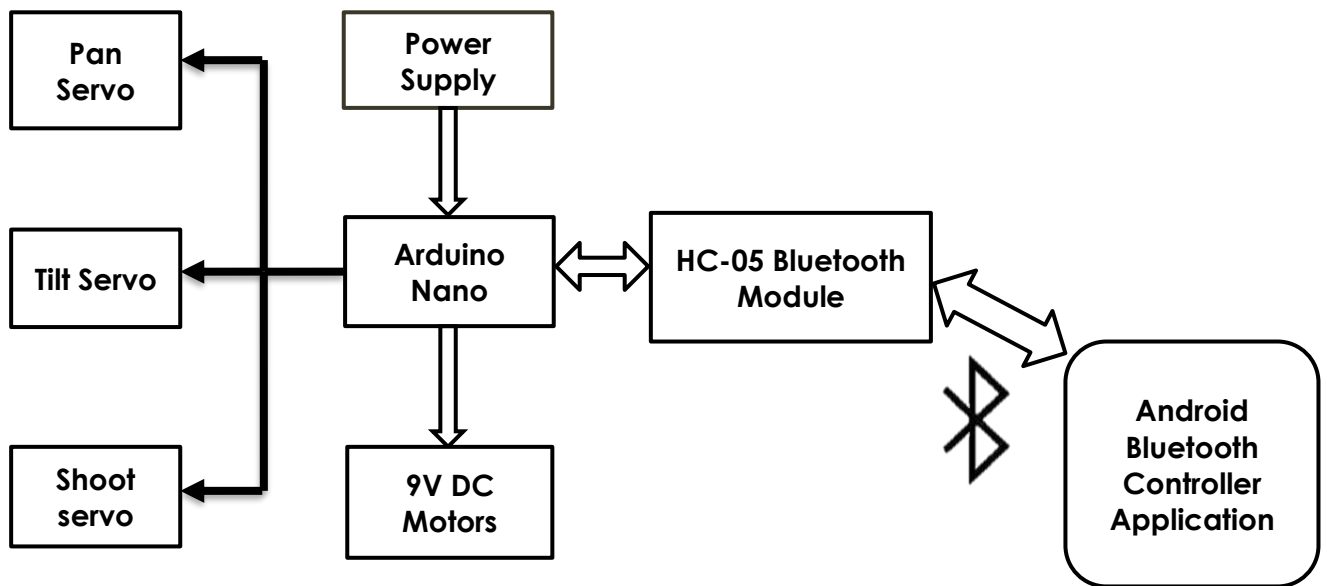 Pan
Servo
Power
Supply
Tilt Servo
Arduino
Nano
HC-05 Bluetooth
Module
Shoot
servo
9V DC
Motors
Android
Bluetooth
Controller
Application